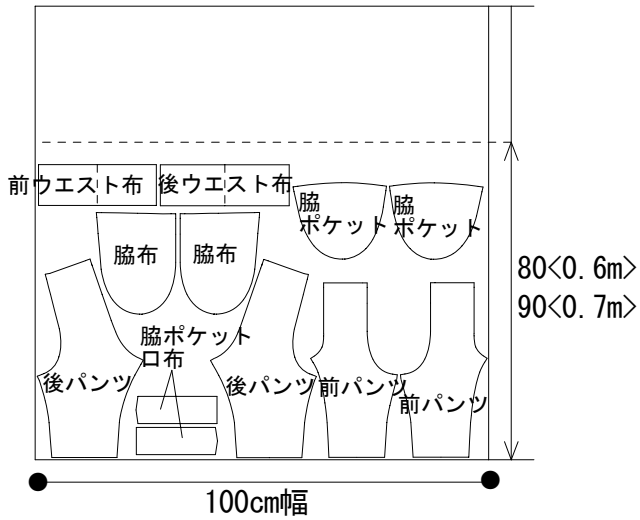 前ウエスト布
後ウエスト布
脇
ポケット
脇
ポケット
脇布
脇布
80<0.6m>
90<0.7m>
脇ポケット
口布
後パンツ
後パンツ
前パンツ
前パンツ
100cm幅